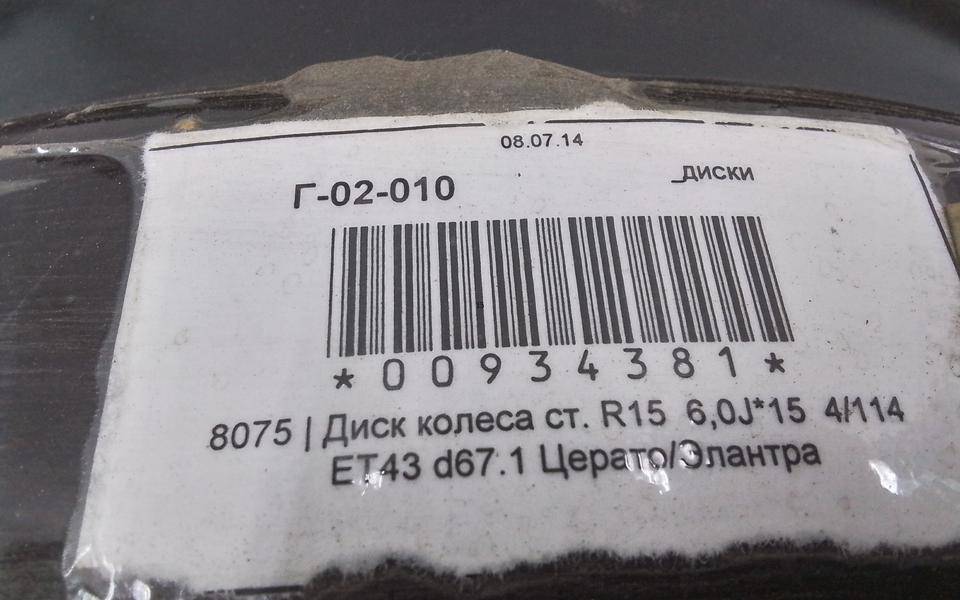 08.07.14
_диски
Г-02-010
*00934381*
8075 | Диск колеса ст. R15 6,0J*15 4/114
ET43 d67.1 Церато/Элантра